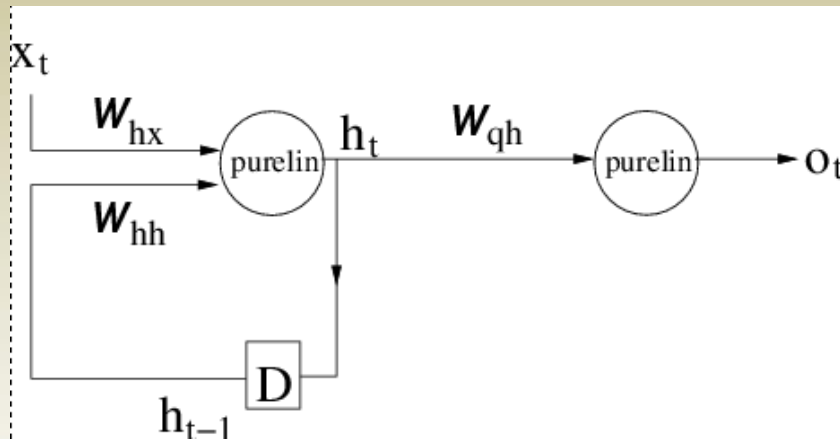 x_t
W_hx
h_t
W_qh
purelin
purelin
o_t
W_hh
D
h_t−1